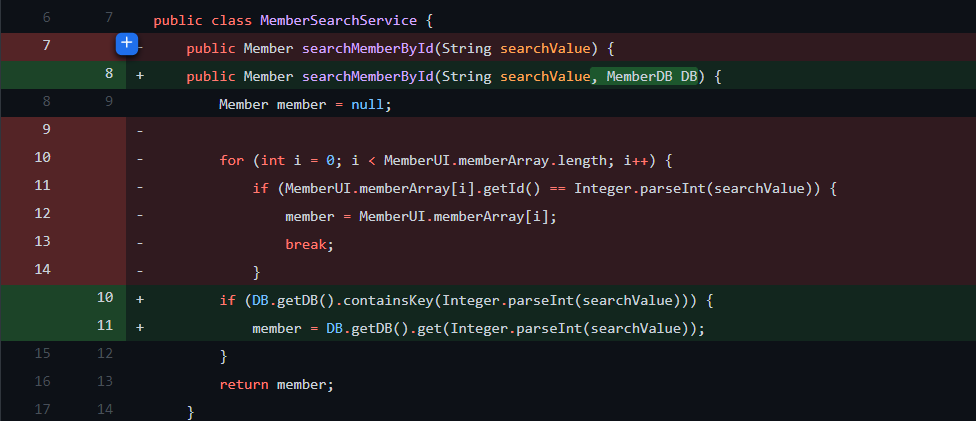 6 7 public class MemberSearchService {
7 + - public Member searchMemberById(String searchValue) {
8 + public Member searchMemberById(String searchValue, MemberDB DB) {
8 9 Member member = null;
9 -
10 - for (int i = 0; i < MemberUI.memberArray.length; i++) {
11 - if (MemberUI.memberArray[i].getId() == Integer.parseInt(searchValue)) {
12 - member = MemberUI.memberArray[i];
13 - break;
14 - }
10 + if (DB.getDB().containsKey(Integer.parseInt(searchValue))) {
11 + member = DB.getDB().get(Integer.parseInt(searchValue));
15 12 }
16 13 return member;
17 14 }